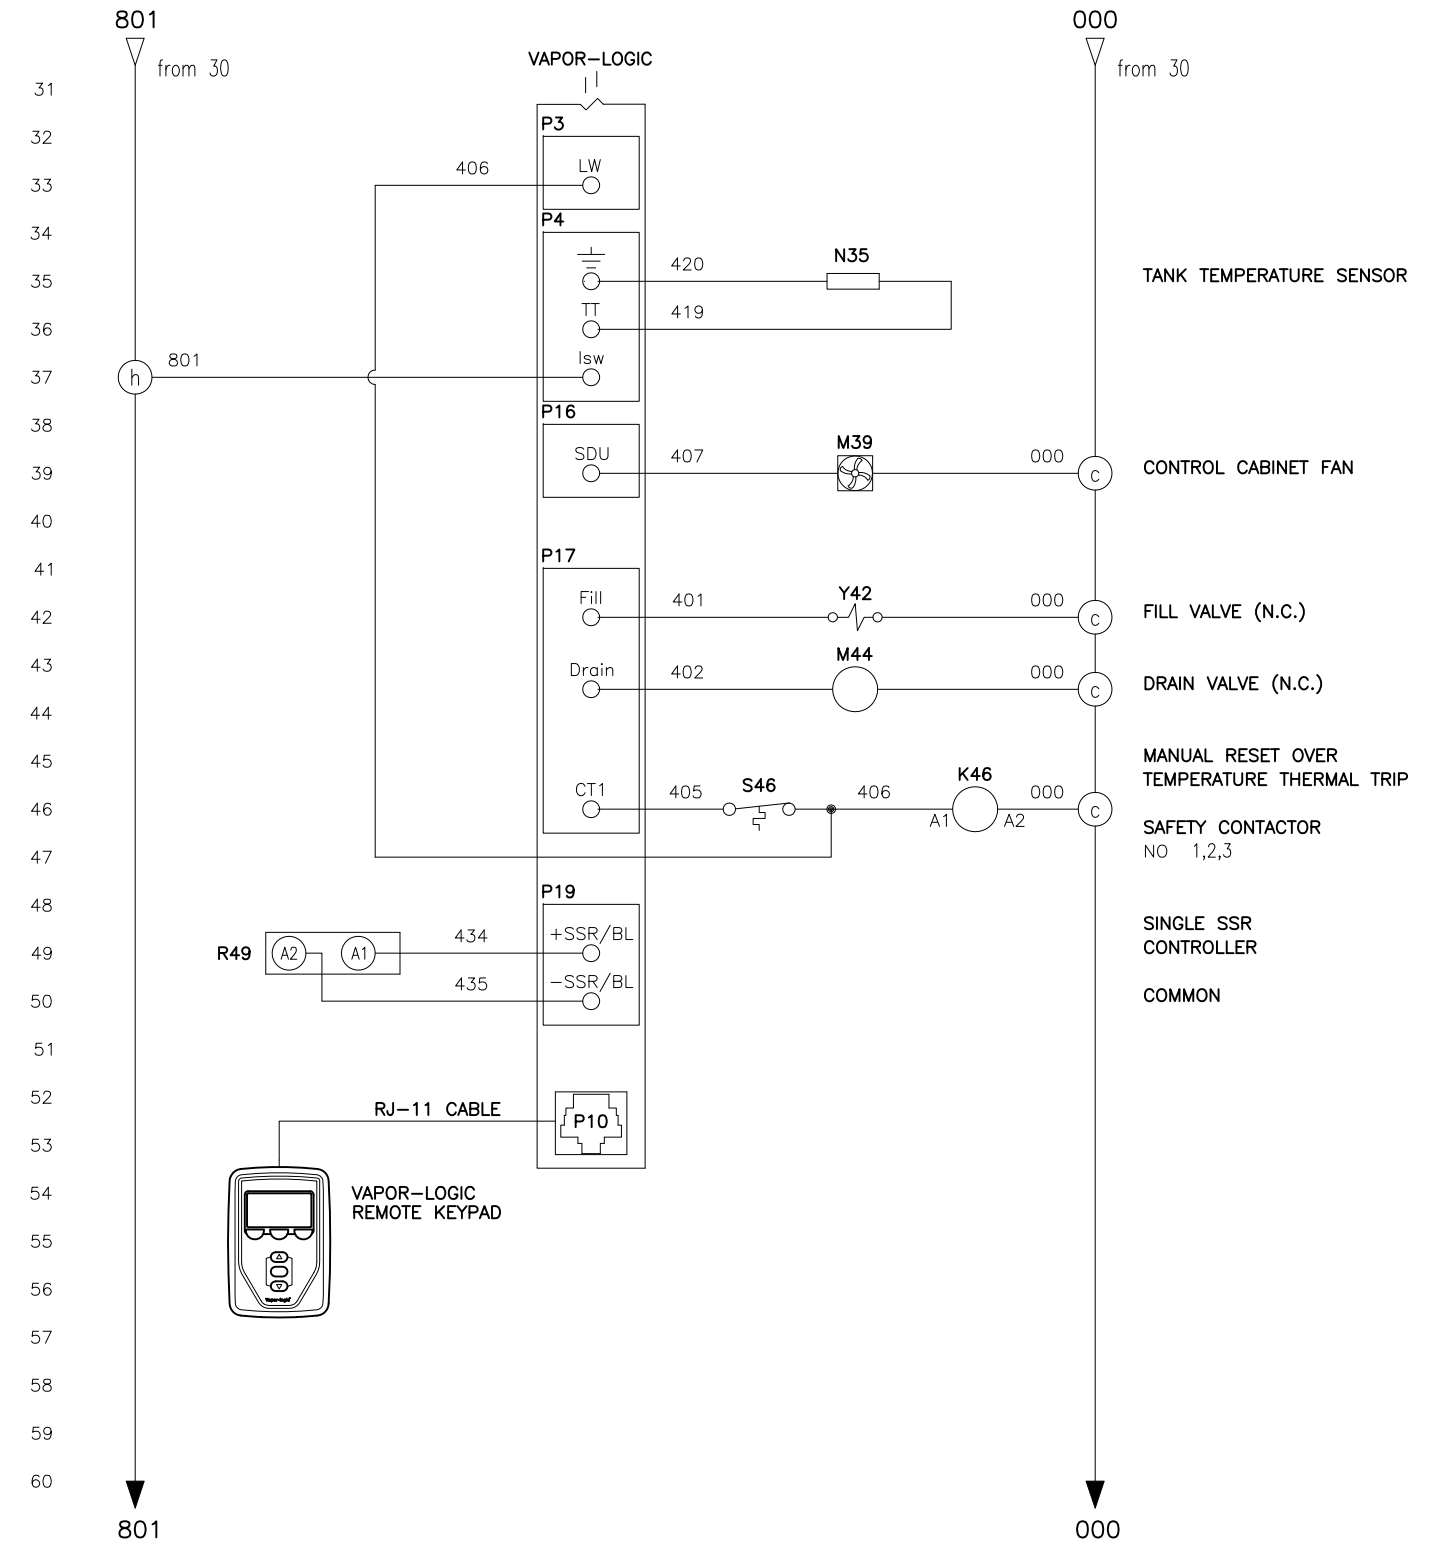 801
000
from 30
from 30
VAPOR-LOGIC
31
32
P3
LW
406
33
34
P4
420
N35
35
TANK TEMPERATURE SENSOR
TT
419
36
Isw
801
h
37
38
P16
M39
SDU
407
000
c
39
CONTROL CABINET FAN
40
41
P17
Fill
401
Y42
000
c
42
FILL VALVE (N.C.)
43
M44
Drain
402
000
c
DRAIN VALVE (N.C.)
44
45
MANUAL RESET OVER
TEMPERATURE THERMAL TRIP
K46
S46
CT1
405
406
000
46
A1
A2
c
SAFETY CONTACTOR
NO 1,2,3
47
48
P19
SINGLE SSR
CONTROLLER
434
+SSR/BL
R49
A2
A1
49
435
-SSR/BL
50
COMMON
51
52
RJ-11 CABLE
P10
53
54
VAPOR-LOGIC
REMOTE KEYPAD
55
56
Vapor-logic
57
58
59
60
801
000